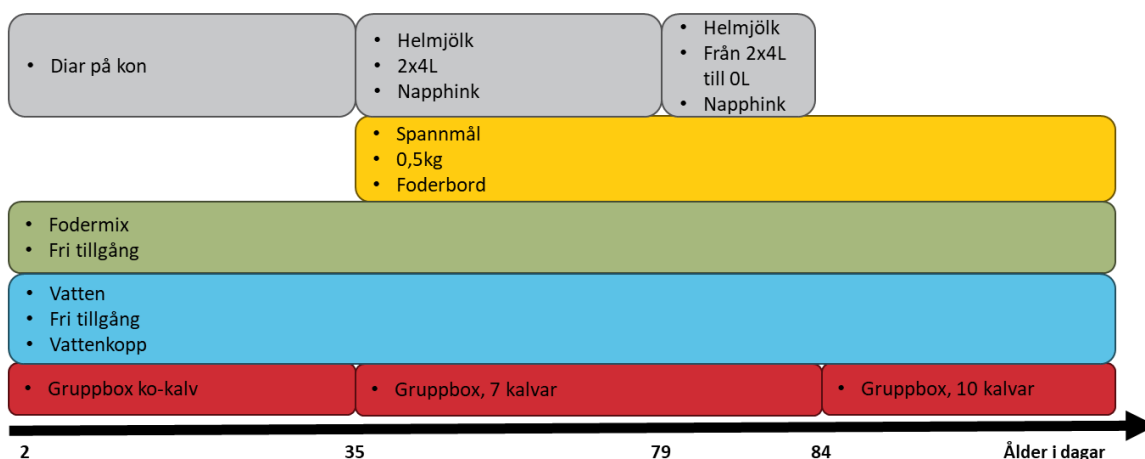 • Diar på kon
• Helmjölk
• 2x4L
• Napphink
• Helmjölk
• Från 2x4L
till 0L
• Napphink
• Spannmål
• 0,5kg
• Foderbord
• Fodermix
• Fri tillgång
• Vatten
• Fri tillgång
• Vattenkopp
• Gruppbox ko-kalv
• Gruppbox, 7 kalvar
• Gruppbox, 10 kalvar
2 35 79 84 Ålder i dagar